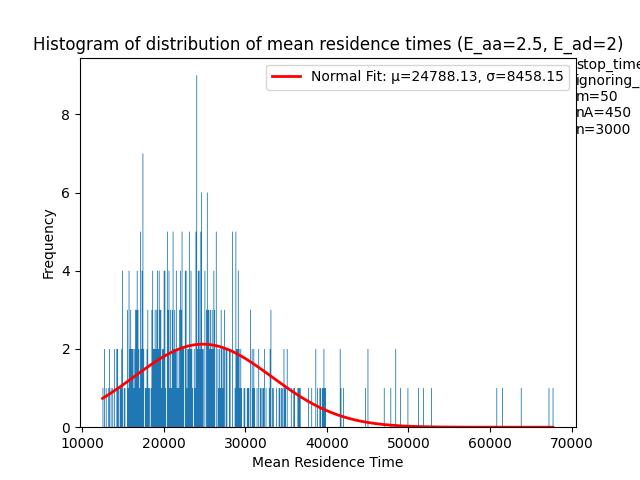 Histogram of distribution of mean residence times (E_aa=2.5, E_ad=2)
Normal Fit: μ=24788.13, σ=8458.15
stop_time
ignoring_
m=50
nA=450
n=3000
Frequency
8
6
4
2
0
10000 20000 30000 40000 50000 60000 70000
Mean Residence Time